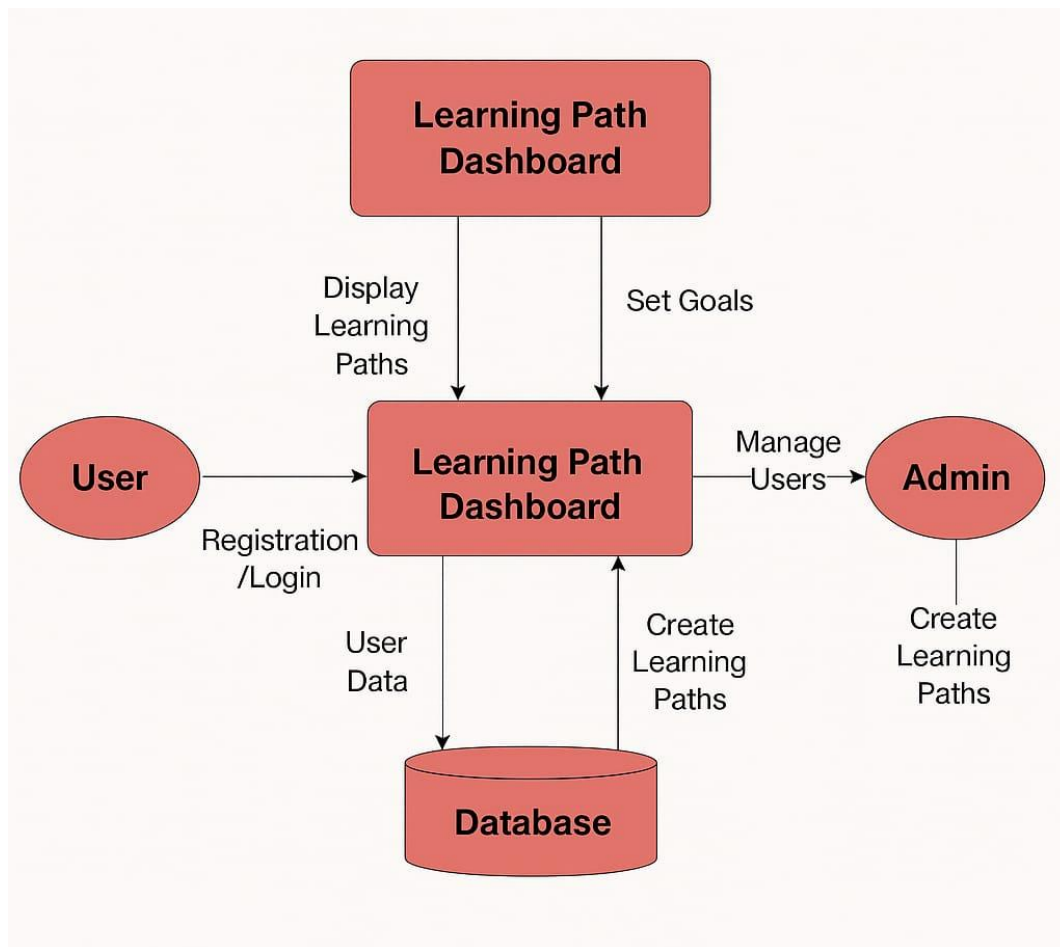 Learning Path
Dashboard
Display
Learning
Paths
Set Goals
User
Registration
/Login
Learning Path
Dashboard
Manage
Users
Admin
User
Data
Create
Learning
Paths
Create
Learning
Paths
Database